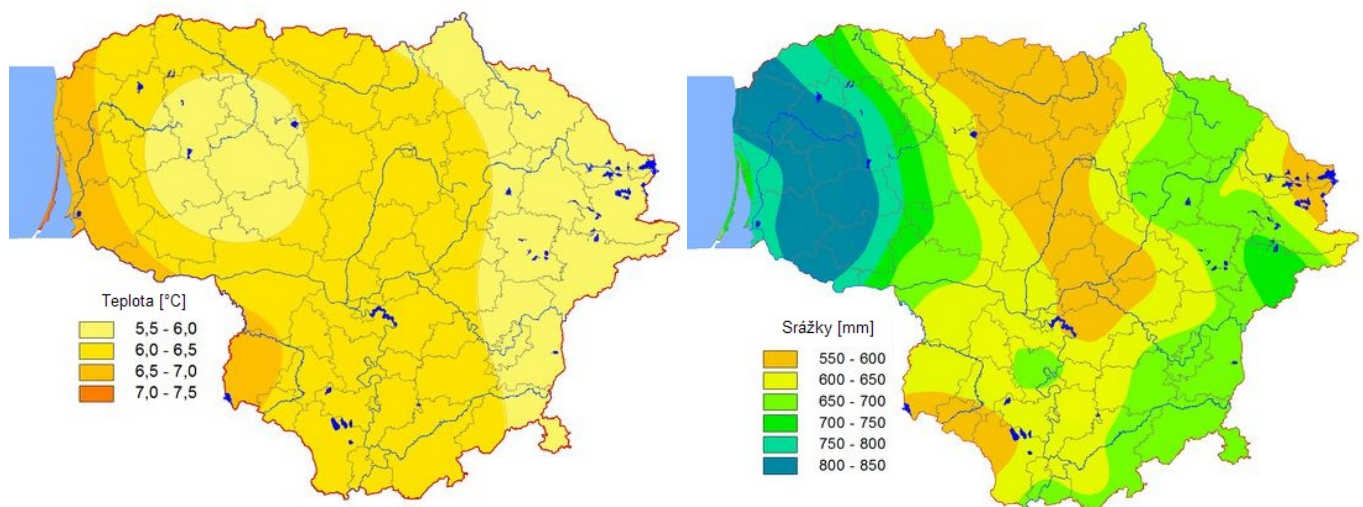 Teplota [°C]
5,5 - 6,0
6,0 - 6,5
6,5 - 7,0
7,0 - 7,5
Srážky [mm]
550 - 600
600 - 650
650 - 700
700 - 750
750 - 800
800 - 850